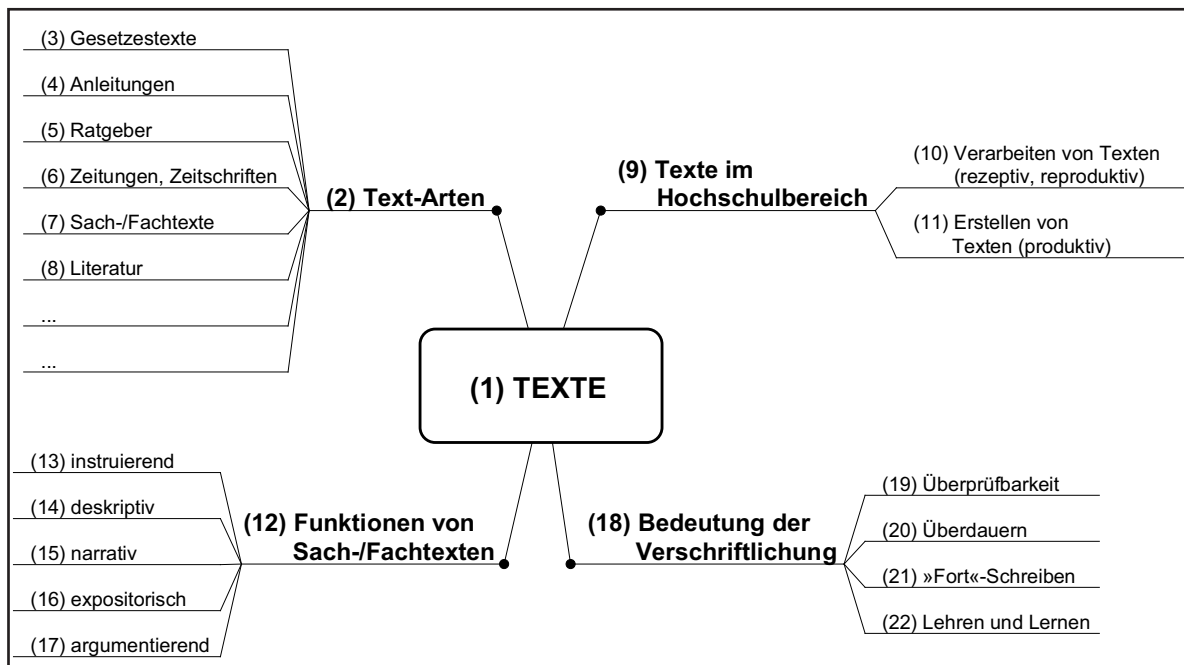 (3) Gesetzestexte
(4) Anleitungen
(5) Ratgeber
(6) Zeitungen, Zeitschriften
(7) Sach-/Fachtexte
(8) Literatur
...
...
(2) Text-Arten
(9) Texte im
Hochschulbereich
(10) Verarbeiten von Texten
(rezeptiv, reproduktiv)
(11) Erstellen von
Texten (produktiv)
(1) TEXTE
(13) instruierend
(14) deskriptiv
(15) narrativ
(16) expositorisch
(17) argumentierend
(12) Funktionen von
Sach-/Fachtexten
(18) Bedeutung der
Verschriftlichung
(19) Überprüfbarkeit
(20) Überdauern
(21) »Fort«-Schreiben
(22) Lehren und Lernen